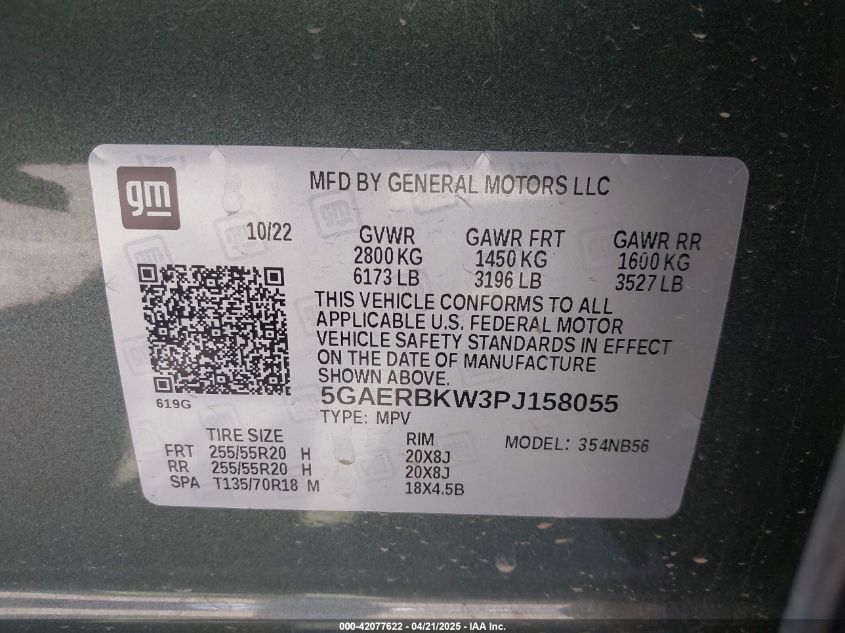 gm
MFD BY GENERAL MOTORS LLC
10/22
GVWR GAWR FRT GAWR RR
2800 KG 1450 KG 1600 KG
6173 LB 3196 LB 3527 LB
THIS VEHICLE CONFORMS TO ALL
APPLICABLE U.S. FEDERAL MOTOR
VEHICLE SAFETY STANDARDS IN EFFECT
ON THE DATE OF MANUFACTURE
SHOWN ABOVE.
619G
5GAERBKW3PJ158055
TYPE: MPV
TIRE SIZE RIM MODEL: 354NB56
FRT 255/55R20 H 20X8J
RR 255/55R20 H 20X8J
SPA T135/70R18 M 18X4.5B
000-42077622 - 04/21/2025 - IAA Inc.